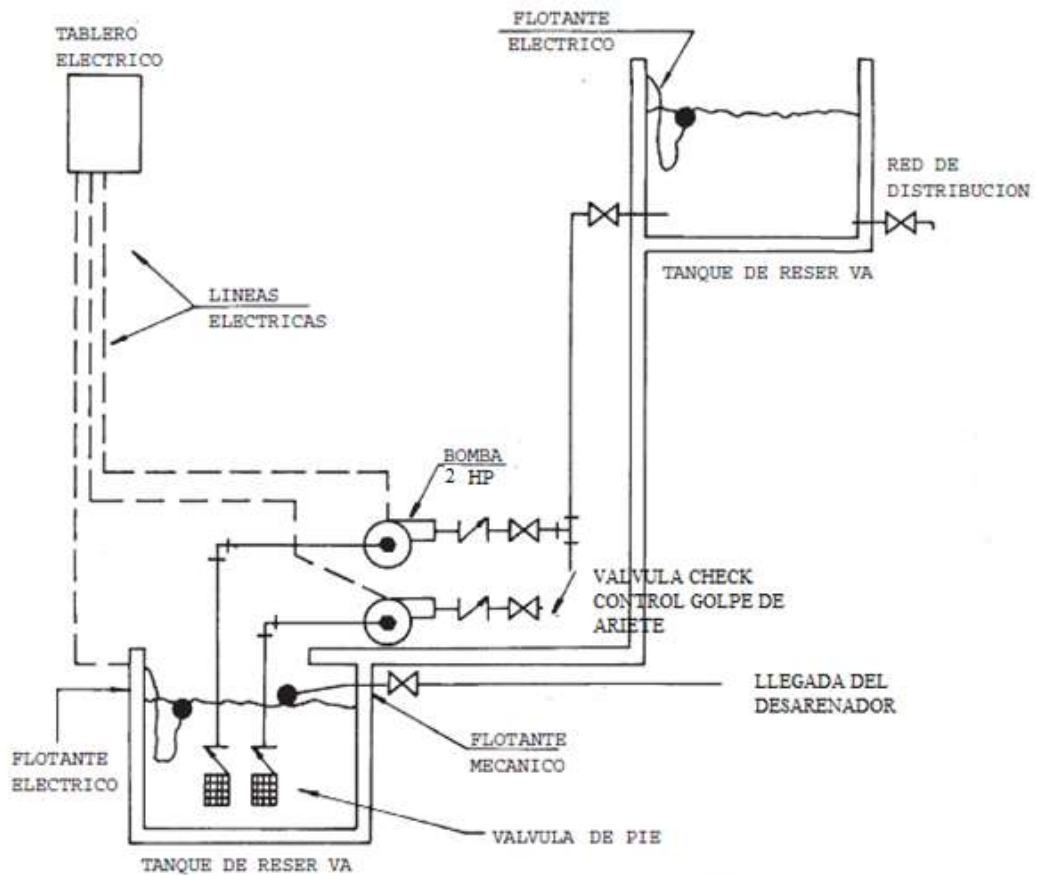 FLOTANTE
ELECTRICO
TABLERO
ELECTRICO
RED DE
DISTRIBUCION
TANQUE DE RESER VA
LINEAS
ELECTRICAS
BOMBA
2 HP
VALVULA CHECK
CONTROL GOLPE DE
ARIETE
LLEGADA DEL
DESARENADOR
FLOTANTE
MECANICO
FLOTANTE
ELECTRICO
VALVULA DE PIE
TANQUE DE RESER VA